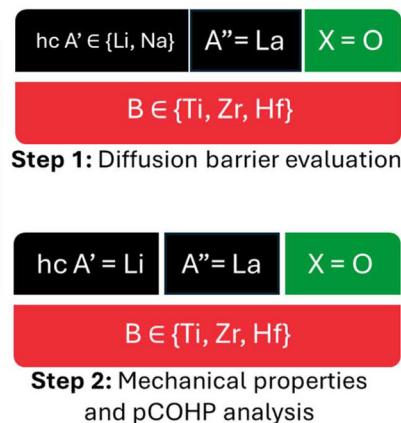 hc A' ∈ {Li, Na} A"= La X = O
B ∈ {Ti, Zr, Hf}
Step 1: Diffusion barrier evaluation
hc A' = Li A"= La X = O
B ∈ {Ti, Zr, Hf}
Step 2: Mechanical properties
and pCOHP analysis